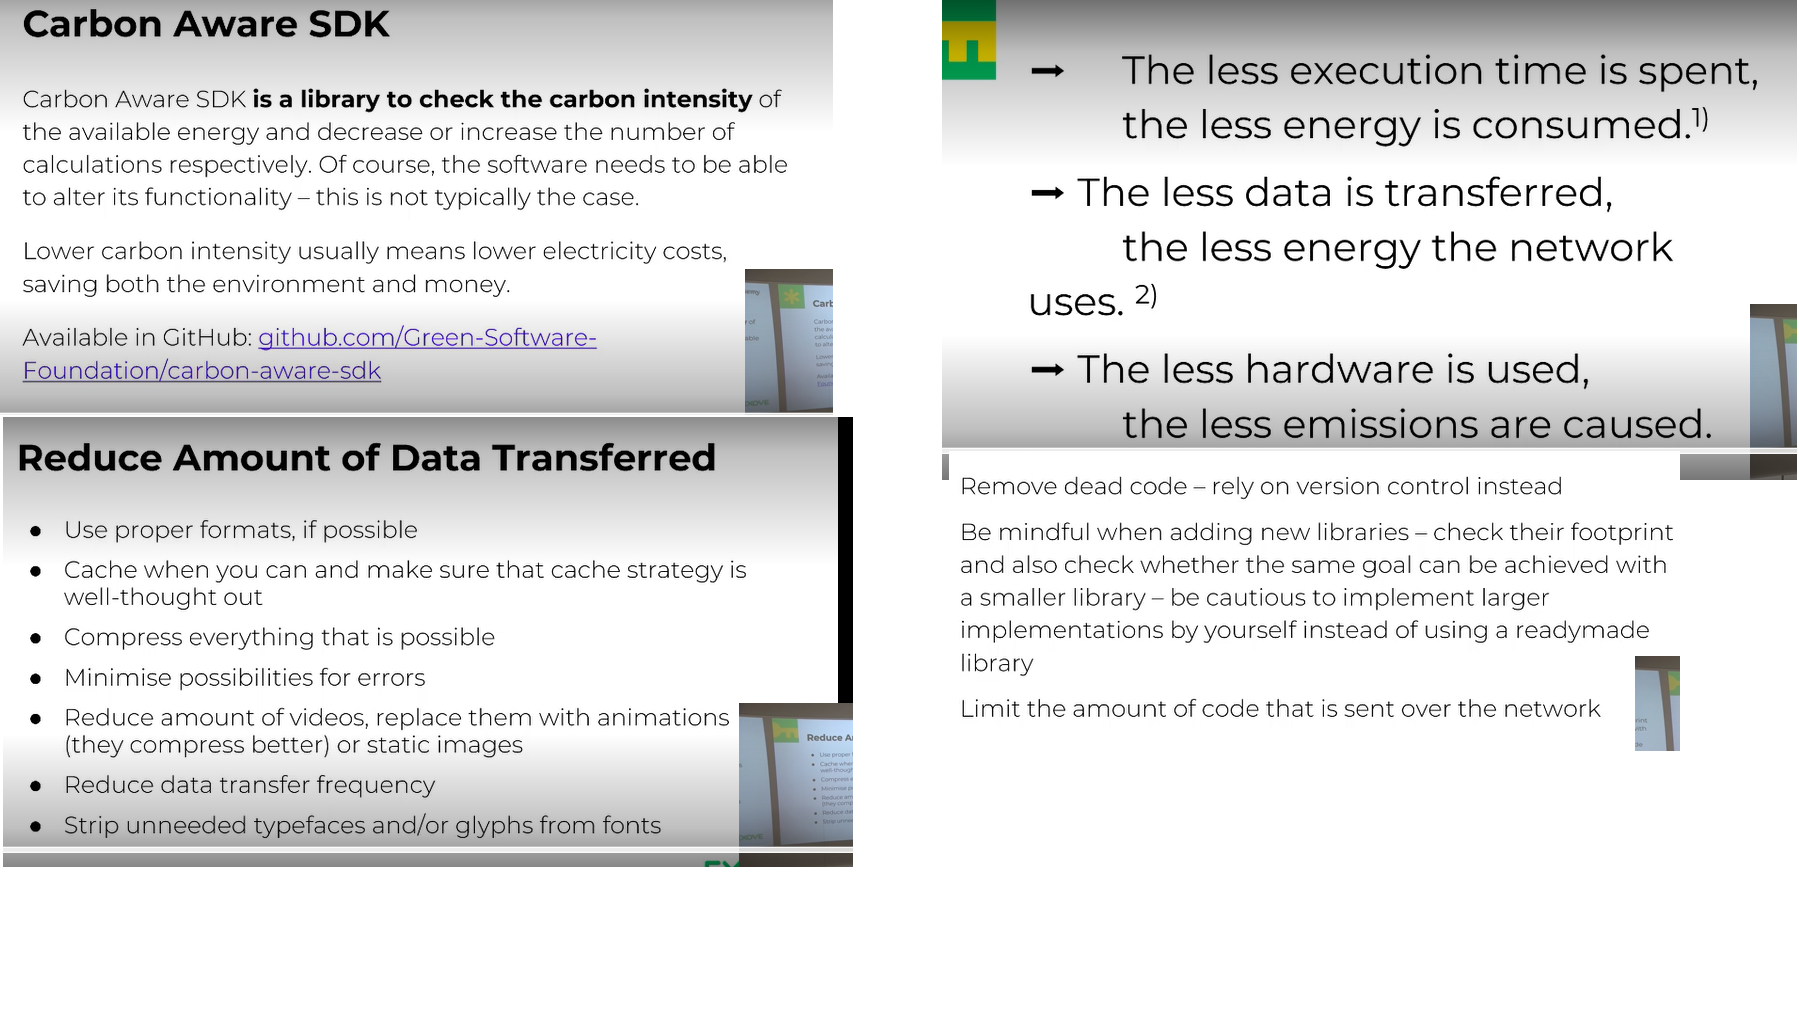 Carbon Aware SDK
Carbon Aware SDK is a library to check the carbon intensity of
the available energy and decrease or increase the number of
calculations respectively. Of course, the software needs to be able
to alter its functionality – this is not typically the case.
Lower carbon intensity usually means lower electricity costs,
saving both the environment and money.
Available in GitHub: github.com/Green-Software-
Foundation/carbon-aware-sdk
Reduce Amount of Data Transferred
● Use proper formats, if possible
● Cache when you can and make sure that cache strategy is
well-thought out
● Compress everything that is possible
● Minimise possibilities for errors
● Reduce amount of videos, replace them with animations
(they compress better) or static images
● Reduce data transfer frequency
● Strip unneeded typefaces and/or glyphs from fonts
→ The less execution time is spent,
the less energy is consumed.1)
→ The less data is transferred,
the less energy the network
uses. 2)
→ The less hardware is used,
the less emissions are caused.
Remove dead code – rely on version control instead
Be mindful when adding new libraries – check their footprint
and also check whether the same goal can be achieved with
a smaller library – be cautious to implement larger
implementations by yourself instead of using a readymade
library
Limit the amount of code that is sent over the network